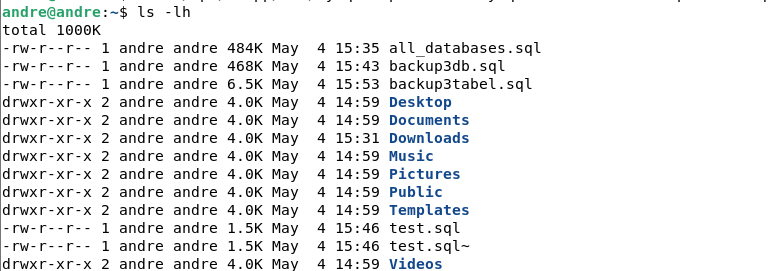 andre@andre:~$ ls -lh
total 1000K
-rw-r--r-- 1 andre andre 484K May  4 15:35 all_databases.sql
-rw-r--r-- 1 andre andre 468K May  4 15:43 backup3db.sql
-rw-r--r-- 1 andre andre 6.5K May  4 15:53 backup3tabel.sql
drwxr-xr-x 2 andre andre 4.0K May  4 14:59 Desktop
drwxr-xr-x 2 andre andre 4.0K May  4 14:59 Documents
drwxr-xr-x 2 andre andre 4.0K May  4 15:31 Downloads
drwxr-xr-x 2 andre andre 4.0K May  4 14:59 Music
drwxr-xr-x 2 andre andre 4.0K May  4 14:59 Pictures
drwxr-xr-x 2 andre andre 4.0K May  4 14:59 Public
drwxr-xr-x 2 andre andre 4.0K May  4 14:59 Templates
-rw-r--r-- 1 andre andre 1.5K May  4 15:46 test.sql
-rw-r--r-- 1 andre andre 1.5K May  4 15:46 test.sql~
drwxr-xr-x 2 andre andre 4.0K May  4 14:59 Videos